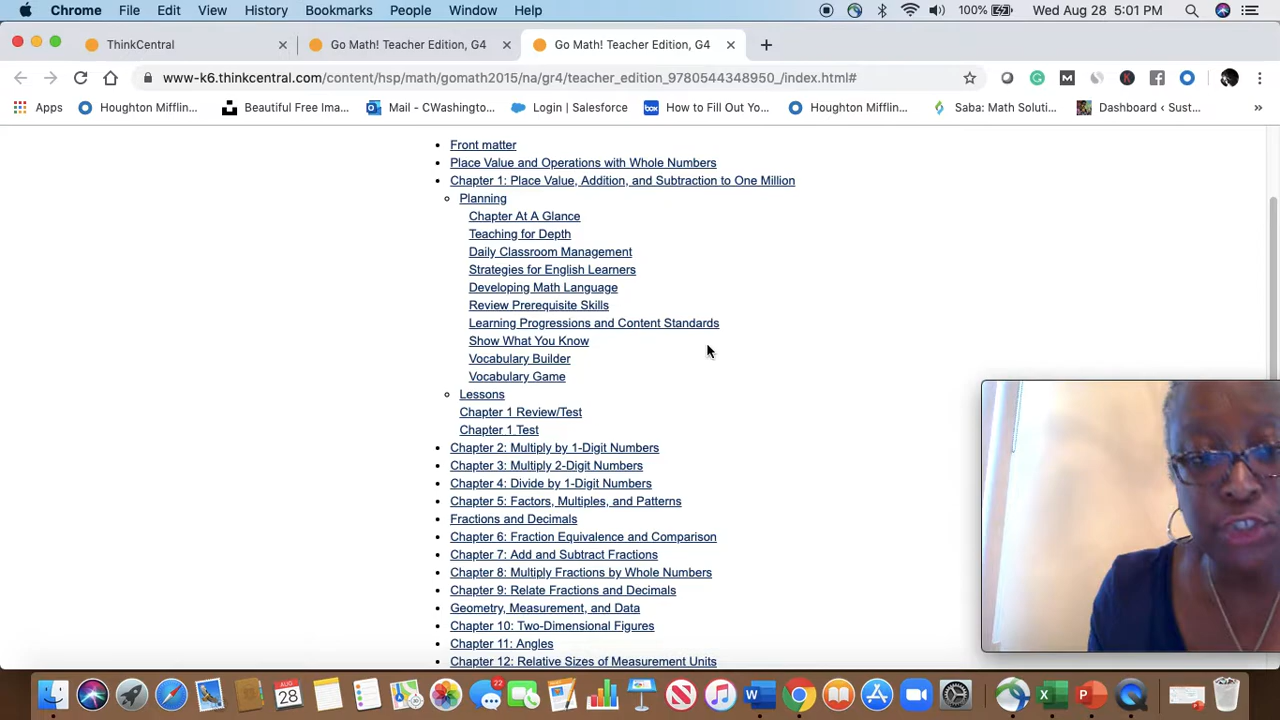 Chrome File Edit View History Bookmarks People Window Help 100% Wed Aug 28 5:01 PM
ThinkCentral Go Math! Teacher Edition, G4 Go Math! Teacher Edition, G4
www-k6.thinkcentral.com/content/hsp/math/gomath2015/na/gr4/teacher_edition_9780544348950_/index.html#
Apps Houghton Mifflin... Beautiful Free Ima... Mail - CWashington... Login | Salesforce How to Fill Out Yo... Houghton Mifflin... Saba: Math Soluti... Dashboard ‹ Sust...
Front matter
Place Value and Operations with Whole Numbers
Chapter 1: Place Value, Addition, and Subtraction to One Million
Planning
Chapter At A Glance
Teaching for Depth
Daily Classroom Management
Strategies for English Learners
Developing Math Language
Review Prerequisite Skills
Learning Progressions and Content Standards
Show What You Know
Vocabulary Builder
Vocabulary Game
Lessons
Chapter 1 Review/Test
Chapter 1 Test
Chapter 2: Multiply by 1-Digit Numbers
Chapter 3: Multiply 2-Digit Numbers
Chapter 4: Divide by 1-Digit Numbers
Chapter 5: Factors, Multiples, and Patterns
Fractions and Decimals
Chapter 6: Fraction Equivalence and Comparison
Chapter 7: Add and Subtract Fractions
Chapter 8: Multiply Fractions by Whole Numbers
Chapter 9: Relate Fractions and Decimals
Geometry, Measurement, and Data
Chapter 10: Two-Dimensional Figures
Chapter 11: Angles
Chapter 12: Relative Sizes of Measurement Units
AUG
28
22